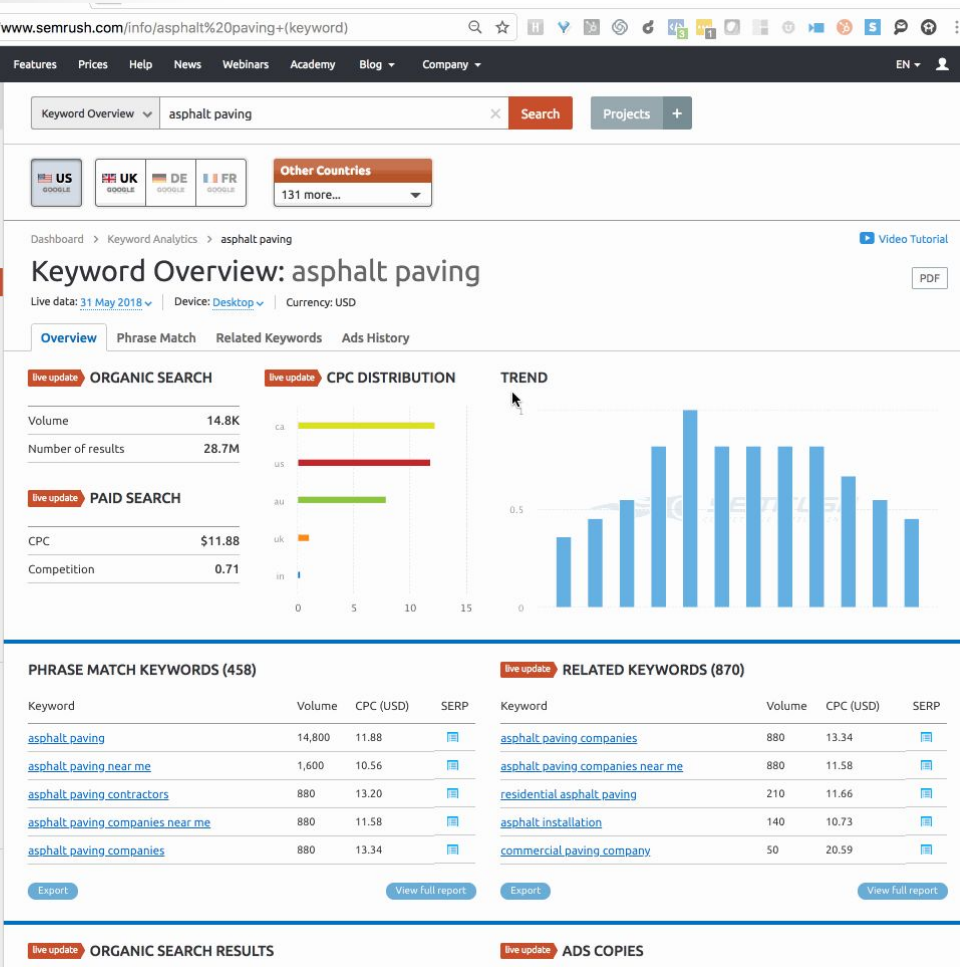 www.semrush.com/info/asphalt%20paving+(keyword)
Features Prices Help News Webinars Academy Blog Company EN
Keyword Overview asphalt paving × Search Projects +
US GOOGLE UK GOOGLE DE GOOGLE FR GOOGLE
Other Countries
131 more...
Dashboard > Keyword Analytics > asphalt paving
Video Tutorial
Keyword Overview: asphalt paving
PDF
Live data: 31 May 2018 Device: Desktop Currency: USD
Overview Phrase Match Related Keywords Ads History
live update ORGANIC SEARCH
Volume 14.8K
Number of results 28.7M
live update PAID SEARCH
CPC $11.88
Competition 0.71
live update CPC DISTRIBUTION
ca
us
au
uk
in
0 5 10 15
TREND
1
0.5
0
SEMRUSH
PHRASE MATCH KEYWORDS (458)
Keyword Volume CPC (USD) SERP
asphalt paving 14,800 11.88
asphalt paving near me 1,600 10.56
asphalt paving contractors 880 13.20
asphalt paving companies near me 880 11.58
asphalt paving companies 880 13.34
Export View full report
live update RELATED KEYWORDS (870)
Keyword Volume CPC (USD) SERP
asphalt paving companies 880 13.34
asphalt paving companies near me 880 11.58
residential asphalt paving 210 11.66
asphalt installation 140 10.73
commercial paving company 50 20.59
Export View full report
live update ORGANIC SEARCH RESULTS
live update ADS COPIES